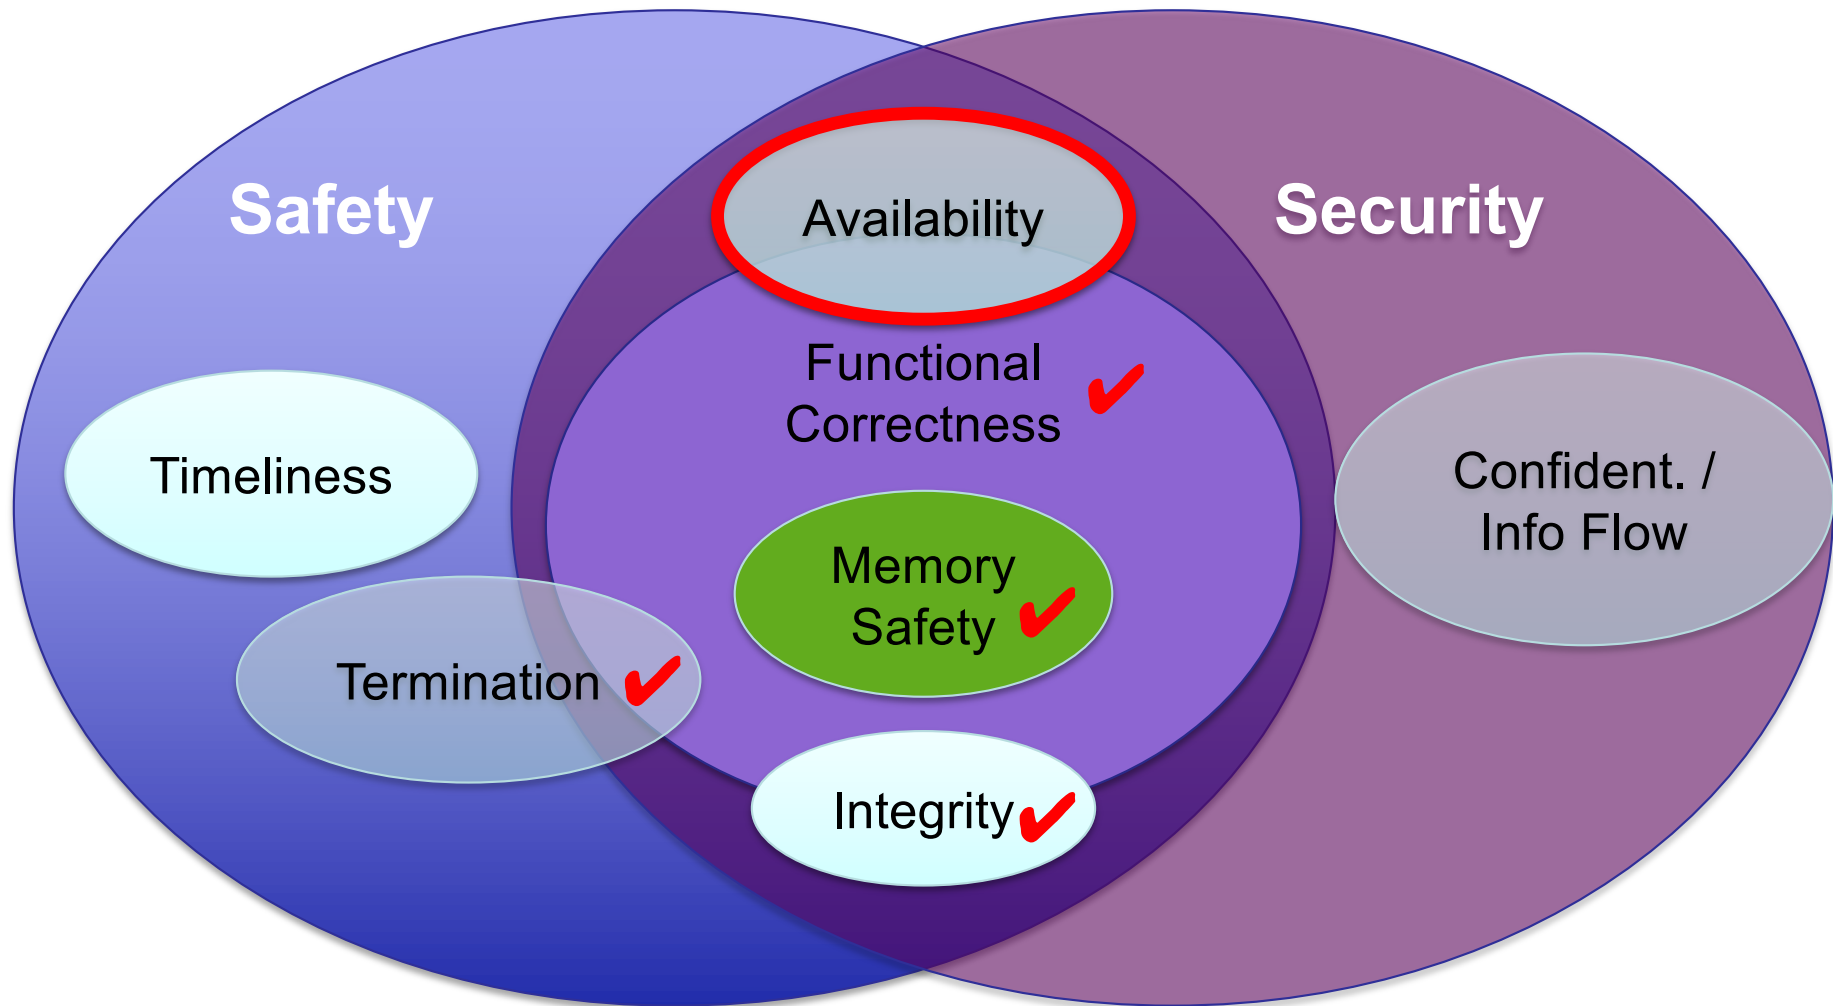 Safety
Security
Availability
Functional
Correctness ✔
Timeliness
Confident. /
Info Flow
Memory
Safety ✔
Termination ✔
Integrity ✔